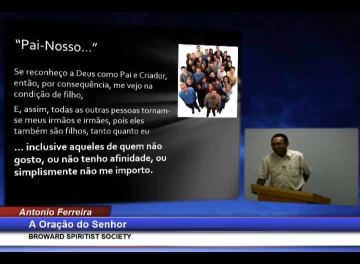 “Pai-Nosso...”
Se reconheço a Deus como Pai e Criador,
então, por consequência, me vejo na
condição de filho;
E, assim, todas as outras pessoas tornam-
se meus irmãos e irmãs, pois eles
também são filhos, tanto quanto eu
... inclusive aqueles de quem não
gosto, ou não tenho afinidade, ou
simplismente não me importo.
Antonio Ferreira
A Oração do Senhor
BROWARD SPIRITIST SOCIETY